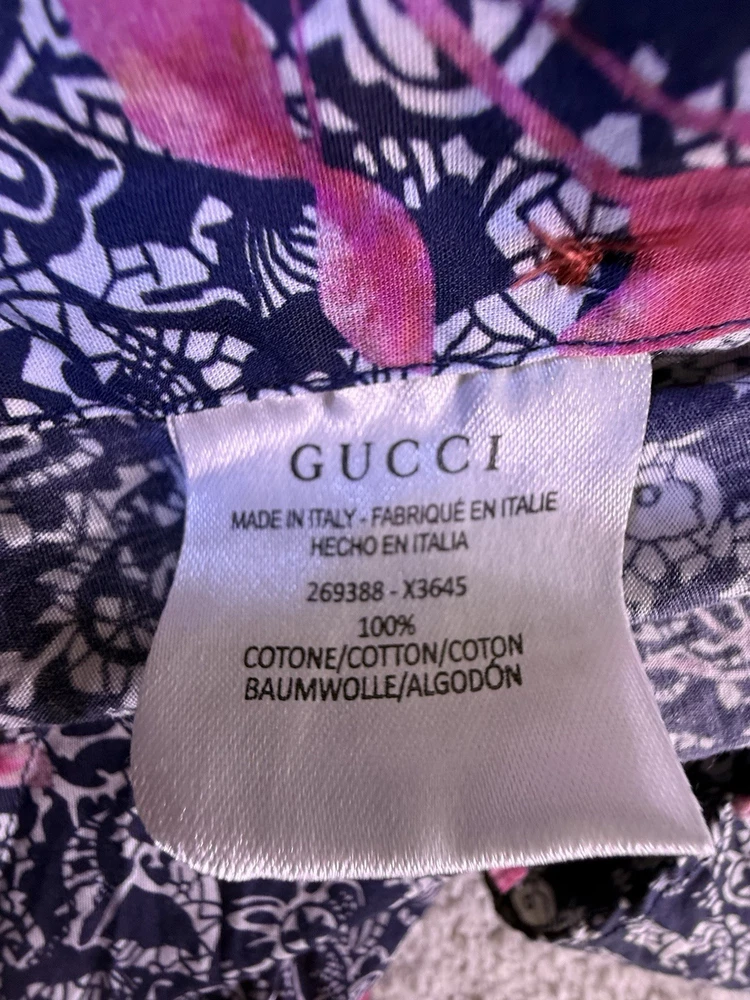 GUCCI
MADE IN ITALY - FABRIQUÉ EN ITALIE
HECHO EN ITALIA
269388 - X3645
100%
COTONE/COTTON/COTON
BAUMWOLLE/ALGODÓN